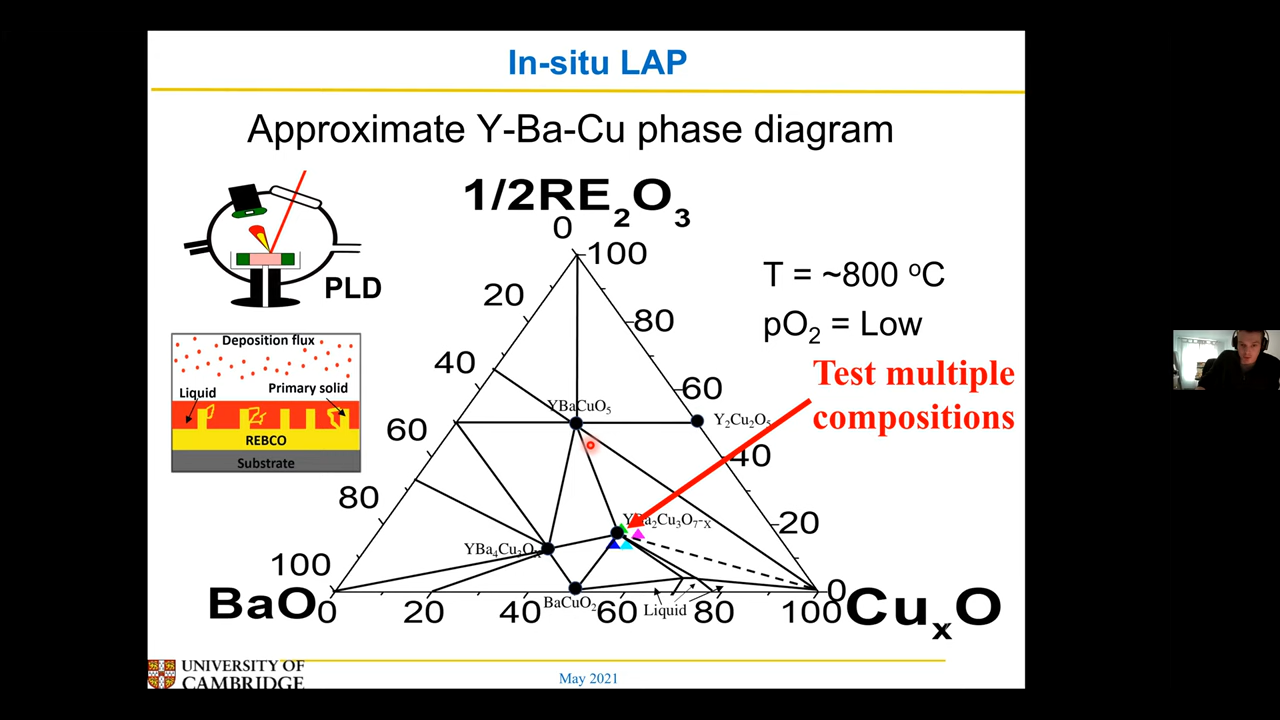 In-situ LAP
Approximate Y-Ba-Cu phase diagram
1/2RE2O3
PLD
T = ~800 oC
pO2 = Low
Test multiple
compositions
Deposition flux
Liquid
Primary solid
REBCO
Substrate
0
100
20
80
40
60
YBaCuO5
Y2Cu2O5
60
40
80
20
YBa2Cu3O7-X
100
0
BaO
CuxO
BaCuO2
Liquid
0
20
40
60
80
100
UNIVERSITY OF
CAMBRIDGE
May 2021